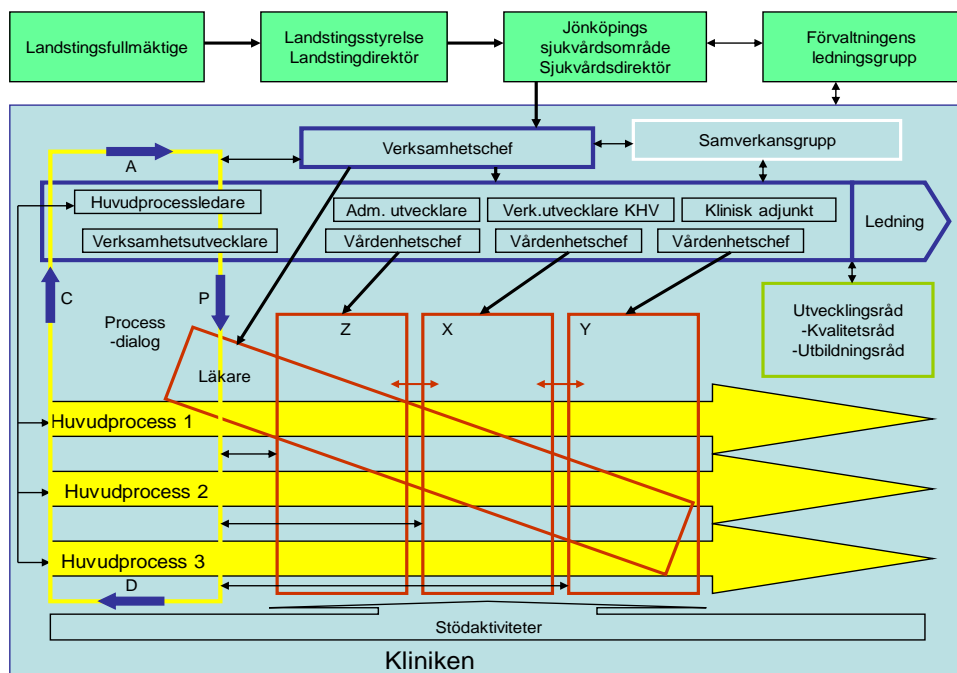 Landstingsfullmäktige
Landstingsstyrelse
Landstingdirektör
Jönköpings
sjukvårdsområde
Sjukvårdsdirektör
Förvaltningens
ledningsgrupp
Verksamhetschef
Samverkansgrupp
A
Huvudprocessledare
Adm. utvecklare
Verk.utvecklare KHV
Klinisk adjunkt
Ledning
Verksamhetsutvecklare
Vårdenhetschef
Vårdenhetschef
Vårdenhetschef
C
P
Process
-dialog
Z
X
Y
Utvecklingsråd
-Kvalitetsråd
-Utbildningsråd
Läkare
Huvudprocess 1
Huvudprocess 2
Huvudprocess 3
D
Stödaktiviteter
Kliniken